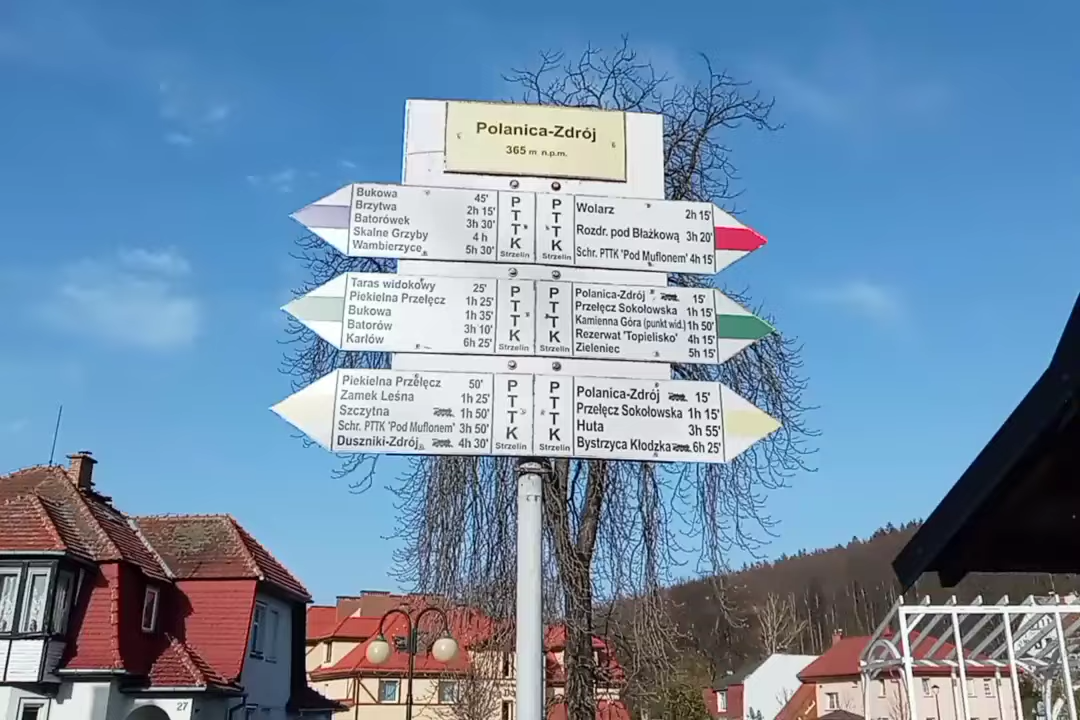 Polanica-Zdrój
365 m n.p.m.
Bukowa 45'
Brzytwa 2h 15'
Batorówek 3h 30'
Skalne Grzyby 4 h
Wambierzyce 5h 30'
PTTK
Strzelin
PTTK
Strzelin
Wolarz 2h 15'
Rozdr. pod Błażkową 3h 20'
Schr. PTTK 'Pod Muflonem' 4h 15'
Taras widokowy 25'
Piekielna Przełęcz 1h 25'
Bukowa 1h 35'
Batorów 3h 10'
Karłów 6h 25'
PTTK
Strzelin
PTTK
Strzelin
Polanica-Zdrój 15'
Przełęcz Sokołowska 1h 15'
Kamienna Góra (punkt wid.) 1h 50'
Rezerwat 'Topielisko' 4h 15'
Zieleniec 5h 15'
Piekielna Przełęcz 50'
Zamek Leśna 1h 25'
Szczytna 1h 50'
Schr. PTTK 'Pod Muflonem' 3h 50'
Duszniki-Zdrój 4h 30'
PTTK
Strzelin
PTTK
Strzelin
Polanica-Zdrój 15'
Przełęcz Sokołowska 1h 15'
Huta 3h 55'
Bystrzyca Kłodzka 6h 25'
27